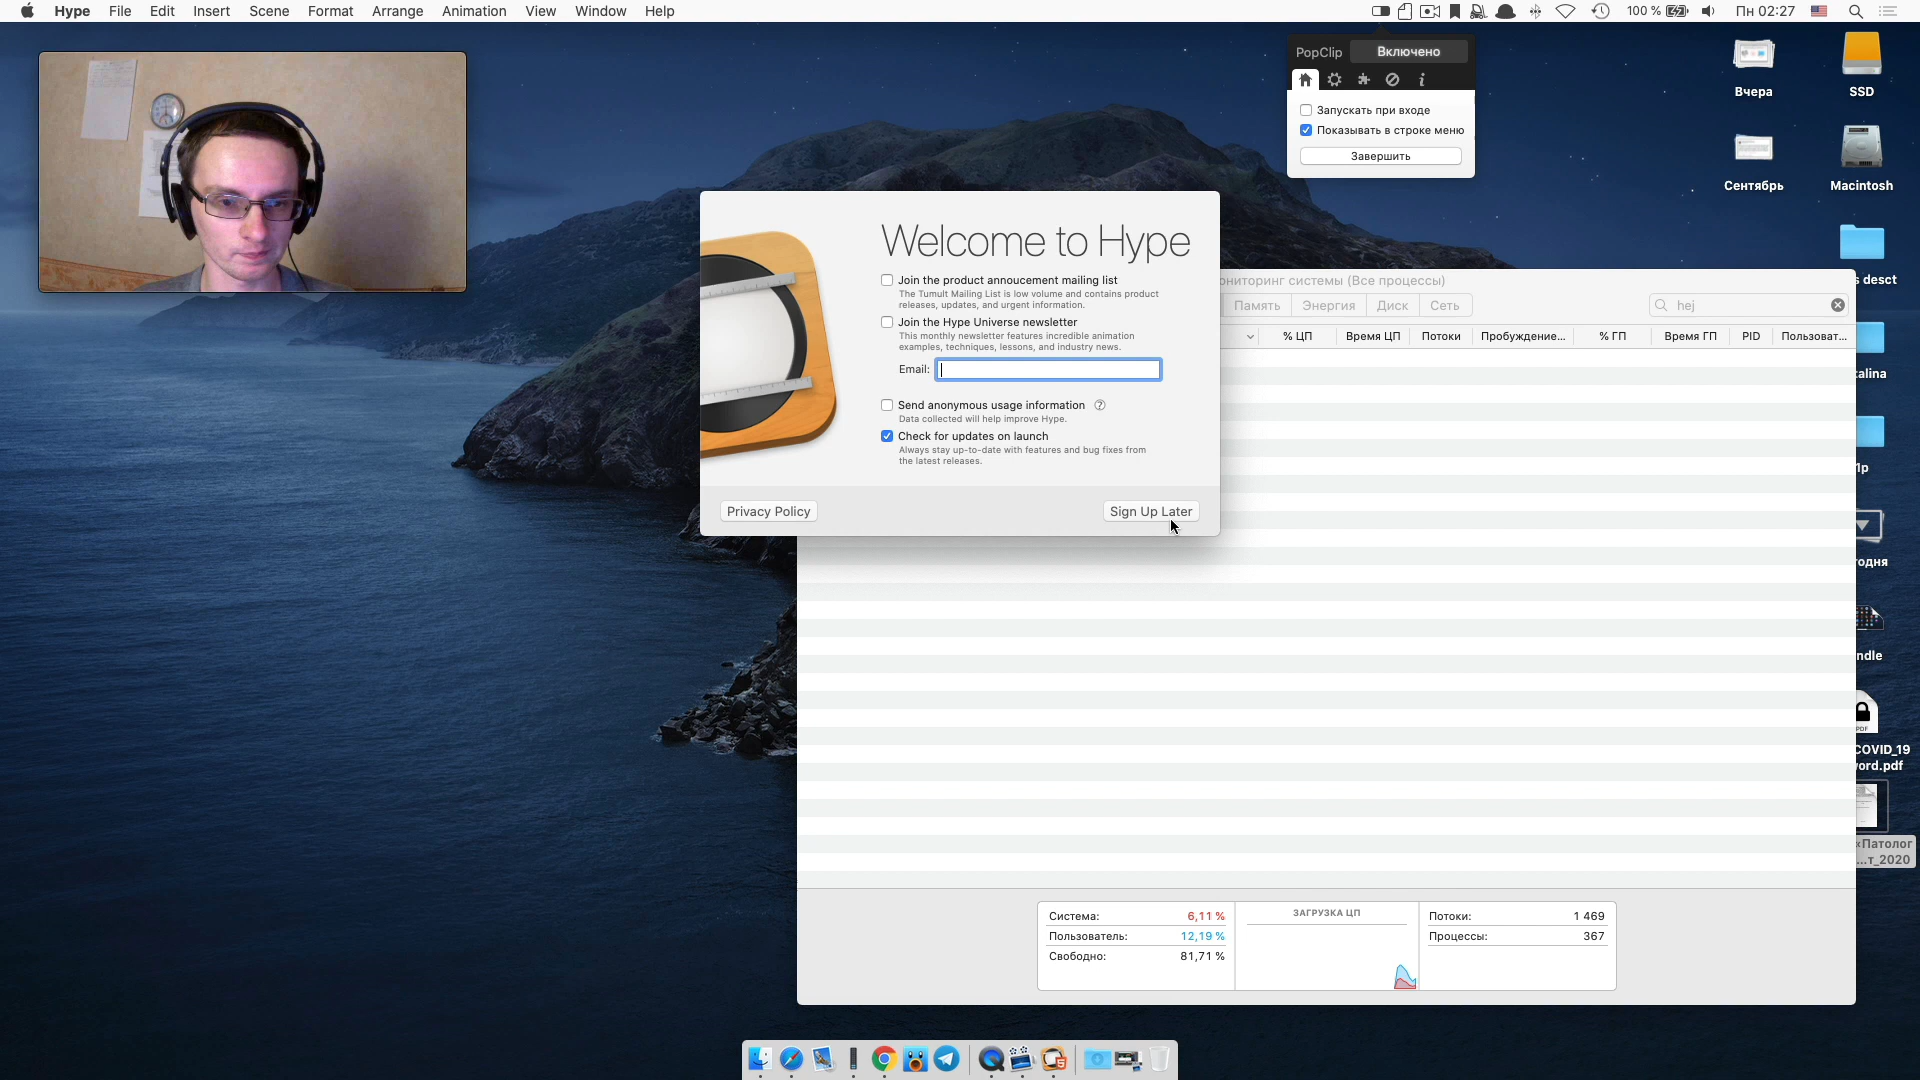 Hype File Edit Insert Scene Format Arrange Animation View Window Help
100 % Пн 02:27
PopClip Включено
Запускать при входе
Показывать в строке меню
Завершить
Вчера
SSD
Сентябрь
Macintosh
s desct
talina
1p
одня
ndle
COVID_19
vord.pdf
«Патолог
...т_2020
Welcome to Hype
Join the product annoucement mailing list
The Tumult Mailing List is low volume and contains product
releases, updates, and urgent information.
Join the Hype Universe newsletter
This monthly newsletter features incredible animation
examples, techniques, lessons, and industry news.
Email:
Send anonymous usage information ?
Data collected will help improve Hype.
Check for updates on launch
Always stay up-to-date with features and bug fixes from
the latest releases.
Privacy Policy
Sign Up Later
ониторинг системы (Все процессы)
Память Энергия Диск Сеть
hej
% ЦП Время ЦП Потоки Пробуждение... % ГП Время ГП PID Пользоват...
Система: 6,11 %
Пользователь: 12,19 %
Свободно: 81,71 %
ЗАГРУЗКА ЦП
Потоки: 1 469
Процессы: 367